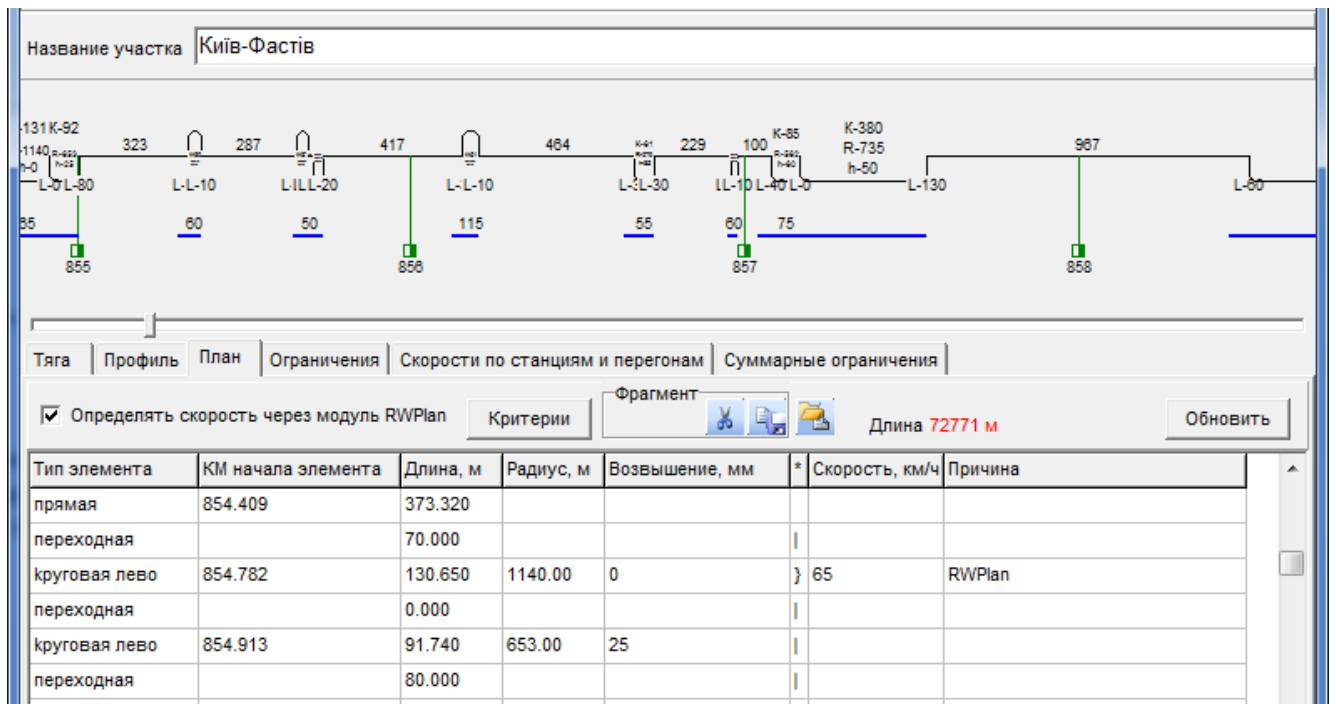 Название участка Київ-Фастів
-131 K-92
K-85 K-380
-1140 323 287 417 464 229 100 R-735 967
h-0 h-50
L-0 L-80 L-L-10 L-20 L-10 L-30 L-10 L-40 L-0 L-130 L-60
60 50 115 55 60 75
855 856 857 858
Тяга Профиль План Ограничения Скорости по станциям и перегонам Суммарные ограничения
Определять скорость через модуль RWPlan Критерии Фрагмент Длина 72771 м Обновить
Тип элемента КМ начала элемента Длина, м Радиус, м Возвышение, мм * Скорость, км/ч Причина
прямая 854.409 373.320
переходная 70.000 |
круговая лево 854.782 130.650 1140.00 0 } 65 RWPlan
переходная 0.000 |
круговая лево 854.913 91.740 653.00 25 |
переходная 80.000 |